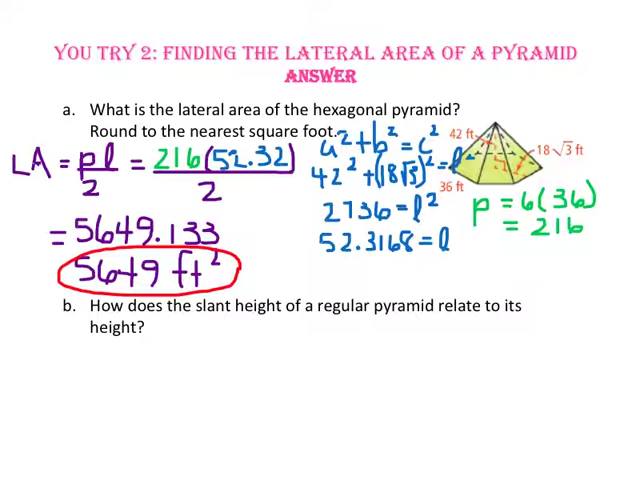 YOU TRY 2: FINDING THE LATERAL AREA OF A PYRAMID
ANSWER
a. What is the lateral area of the hexagonal pyramid?
Round to the nearest square foot.
LA = pl/2 = 216(52.32)/2
= 5649.133
5649 ft²
a² + b² = c²
42² + (18√3)² = l²
2736 = l²
52.3168 = l
42 ft
18√3 ft
36 ft
p = 6(36)
= 216
b. How does the slant height of a regular pyramid relate to its
height?